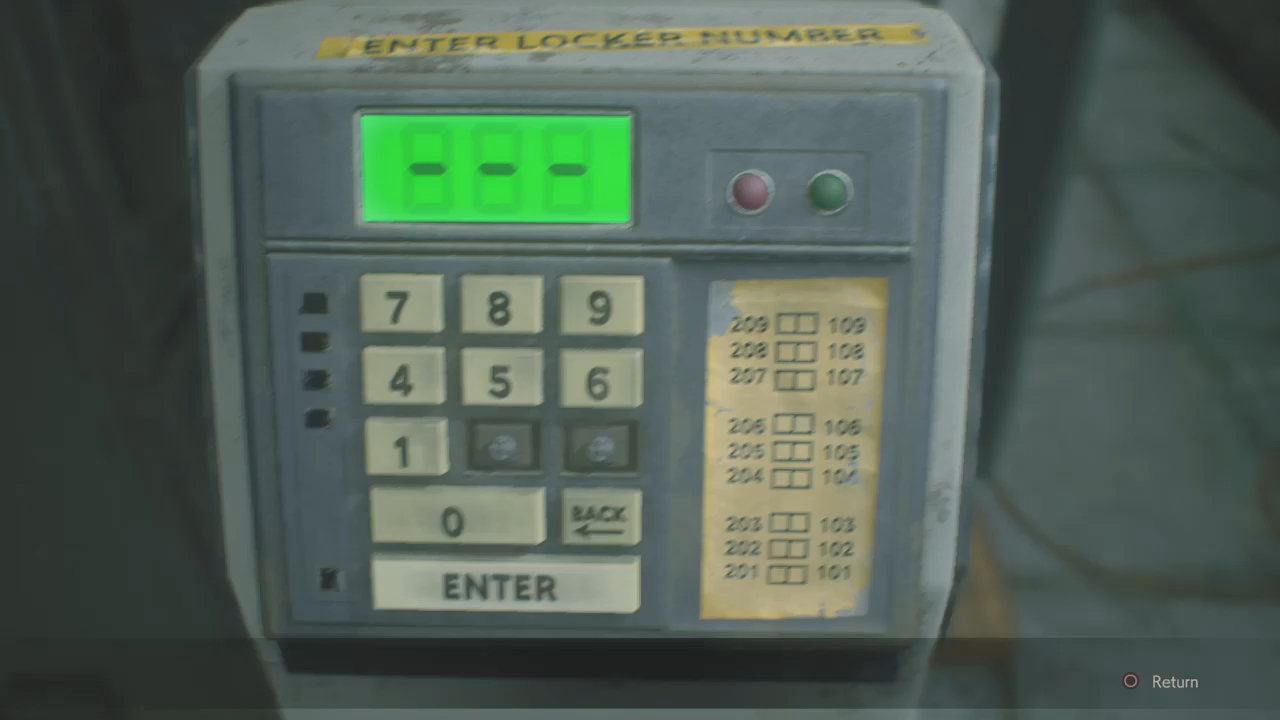 ENTER LOCKER NUMBER
- - -
7 8 9
4 5 6
1
0 BACK
ENTER
209 109
208 108
207 107
206 106
205 105
204 104
203 103
202 102
201 101
Return